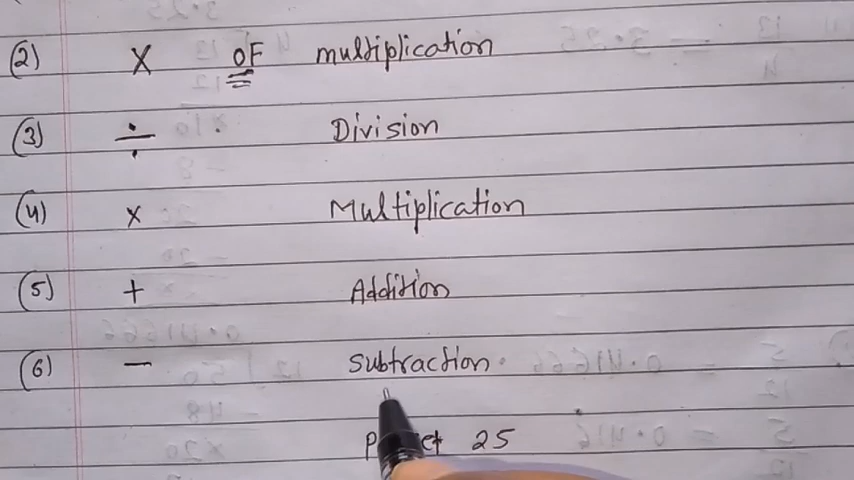 (2) × OF multiplication
(3) ÷ Division
(4) × Multiplication
(5) + Addition
(6) − Subtraction
25